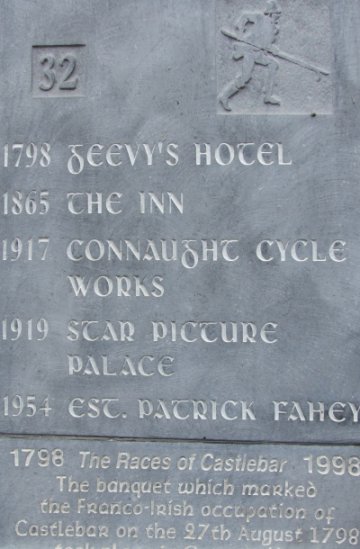 32
1798 GEEVY'S HOTEL
1865 THE INN
1917 CONNAUGHT CYCLE
WORKS
1919 STAR PICTURE
PALACE
1954 EST. PATRICK FAHEY
1798 The Races of Castlebar 1998
The banquet which marked
the Franco-Irish occupation of
Castlebar on the 27th August 1798